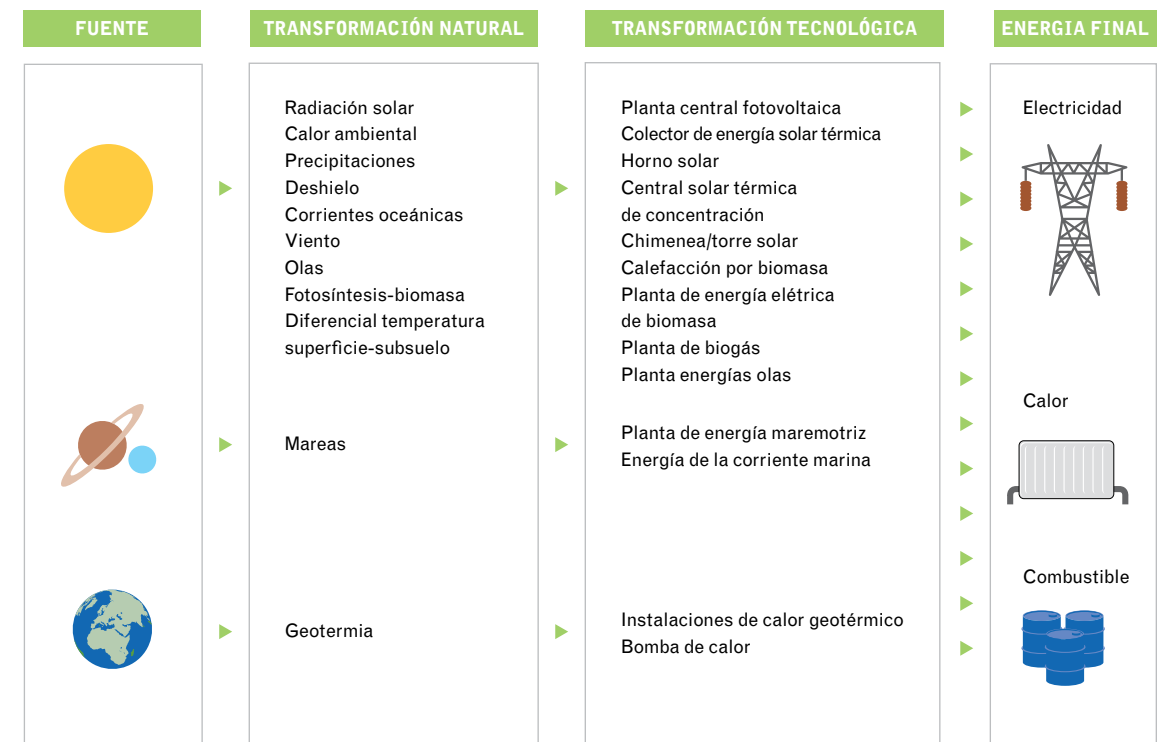 FUENTE
TRANSFORMACIÓN NATURAL
TRANSFORMACIÓN TECNOLÓGICA
ENERGIA FINAL
Radiación solar
Calor ambiental
Precipitaciones
Deshielo
Corrientes oceánicas
Viento
Olas
Fotosíntesis-biomasa
Diferencial temperatura
superficie-subsuelo
Mareas
Geotermia
Planta central fotovoltaica
Colector de energía solar térmica
Horno solar
Central solar térmica
de concentración
Chimenea/torre solar
Calefacción por biomasa
Planta de energía elétrica
de biomasa
Planta de biogás
Planta energías olas
Planta de energía maremotriz
Energía de la corriente marina
Instalaciones de calor geotérmico
Bomba de calor
Electricidad
Calor
Combustible